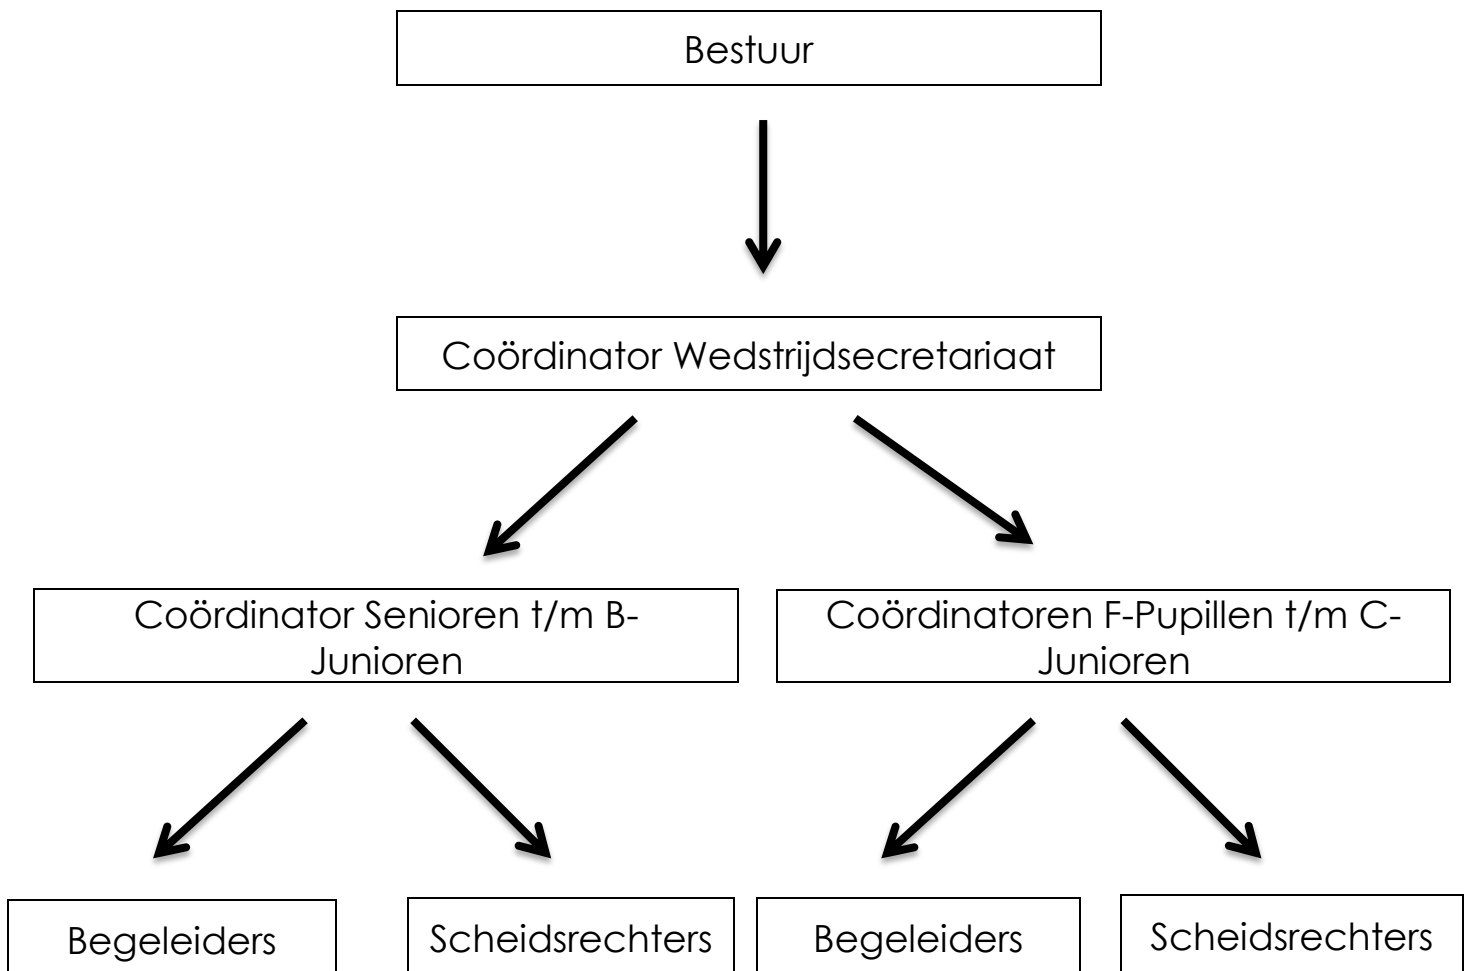 Bestuur
Coördinator Wedstrijdsecretariaat
Coördinator Senioren t/m B-
Junioren
Coördinatoren F-Pupillen t/m C-
Junioren
Begeleiders
Scheidsrechters
Begeleiders
Scheidsrechters